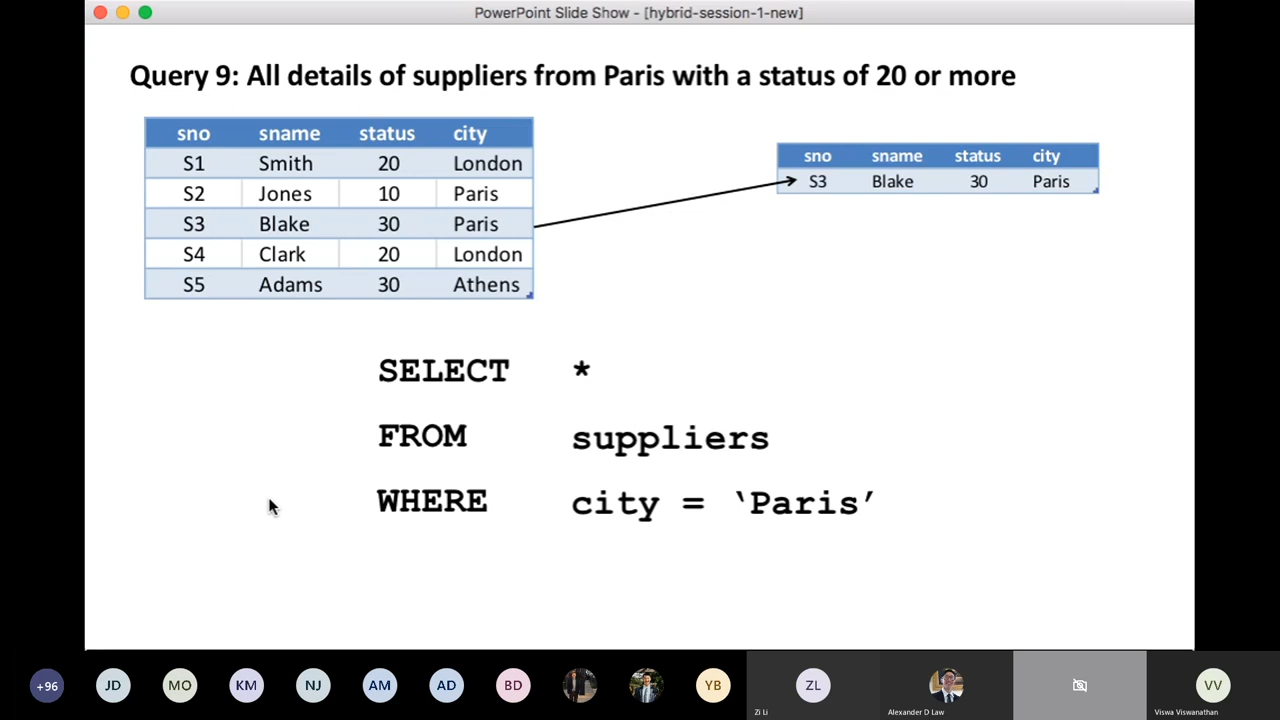 PowerPoint Slide Show - [hybrid-session-1-new]
Query 9: All details of suppliers from Paris with a status of 20 or more
sno sname status city
S1 Smith 20 London
S2 Jones 10 Paris
S3 Blake 30 Paris
S4 Clark 20 London
S5 Adams 30 Athens
sno sname status city
S3 Blake 30 Paris
SELECT *
FROM suppliers
WHERE city = ‘Paris’
+96 JD MO KM NJ AM AD BD YB ZL VV
Zi Li Alexander D Law Viswa Viswanathan